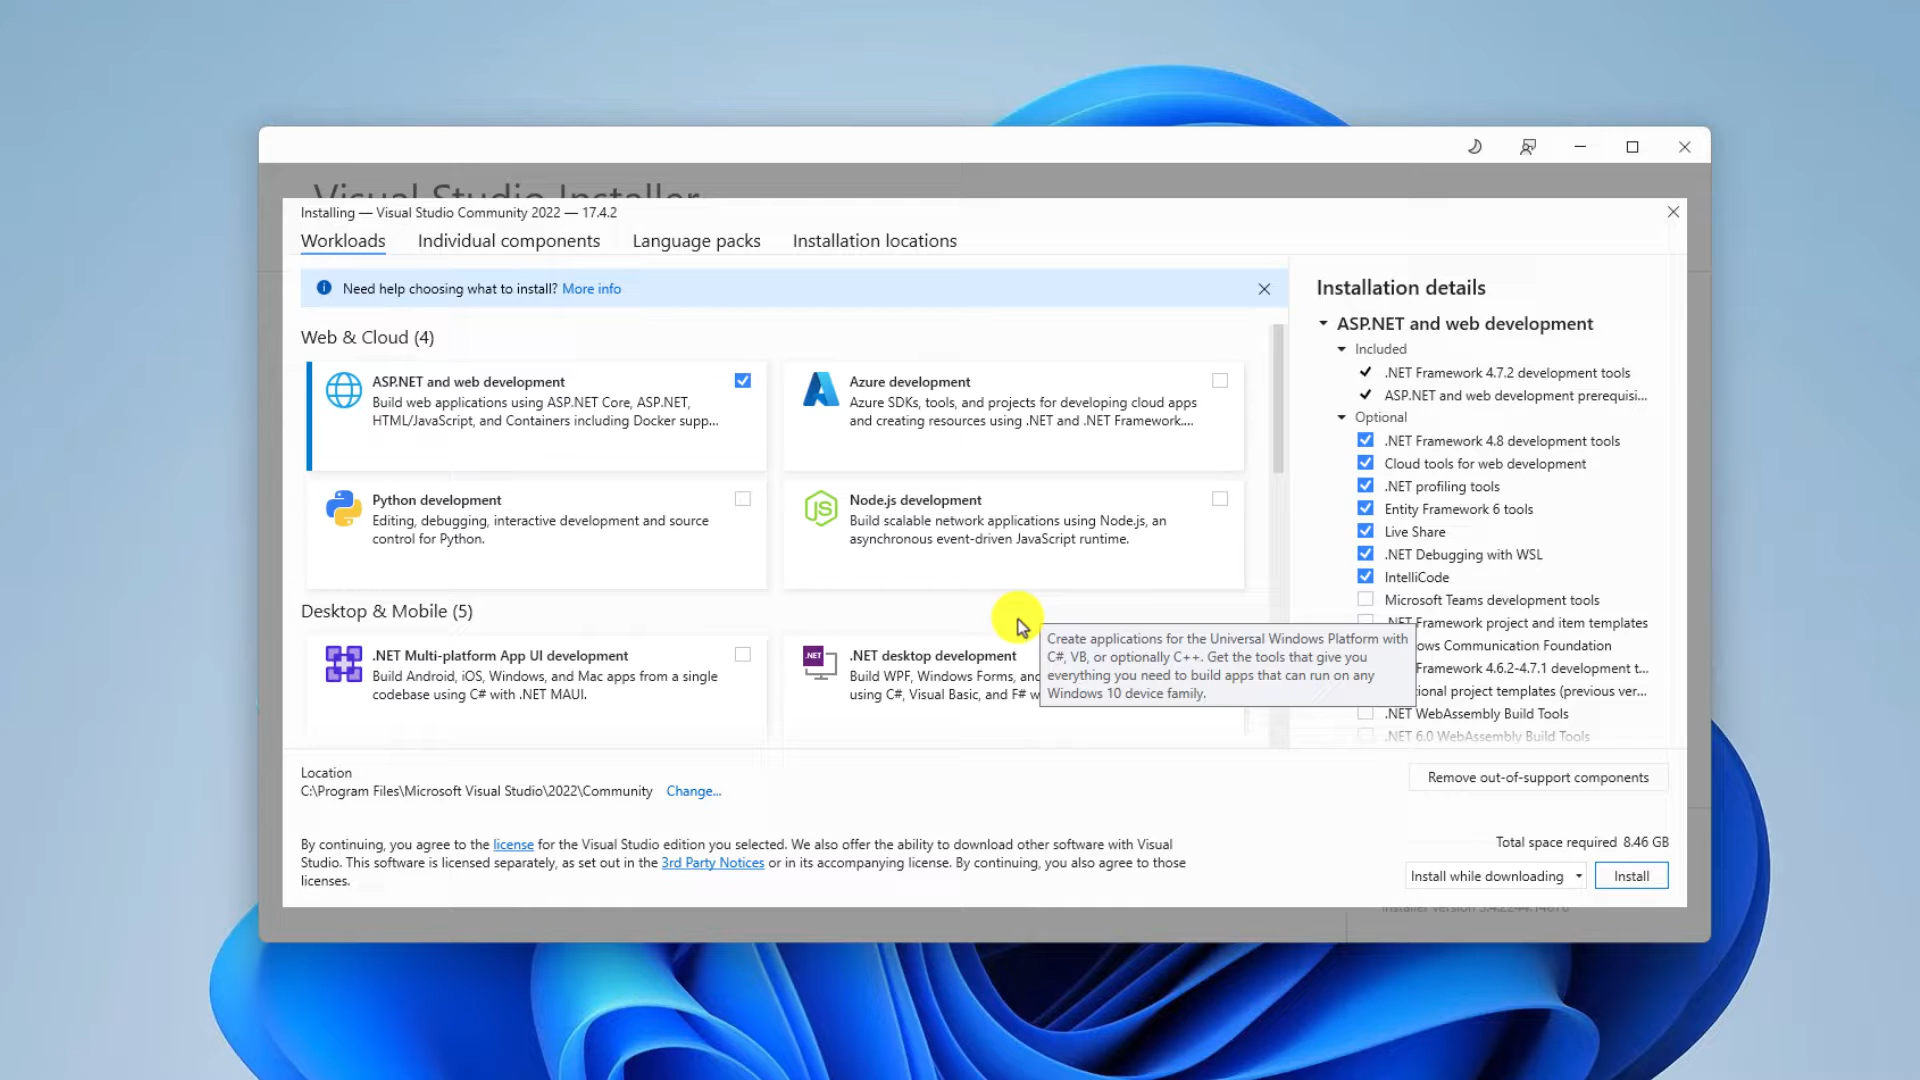 Visual Studio Installer
Installing — Visual Studio Community 2022 — 17.4.2
Workloads
Individual components
Language packs
Installation locations
Need help choosing what to install? More info
Web & Cloud (4)
ASP.NET and web development
Build web applications using ASP.NET Core, ASP.NET,
HTML/JavaScript, and Containers including Docker supp...
Azure development
Azure SDKs, tools, and projects for developing cloud apps
and creating resources using .NET and .NET Framework....
Python development
Editing, debugging, interactive development and source
control for Python.
JS
Node.js development
Build scalable network applications using Node.js, an
asynchronous event-driven JavaScript runtime.
Desktop & Mobile (5)
.NET Multi-platform App UI development
Build Android, iOS, Windows, and Mac apps from a single
codebase using C# with .NET MAUI.
.NET
.NET desktop development
Build WPF, Windows Forms, and
using C#, Visual Basic, and F# w
Create applications for the Universal Windows Platform with
C#, VB, or optionally C++. Get the tools that give you
everything you need to build apps that can run on any
Windows 10 device family.
Installation details
ASP.NET and web development
Included
.NET Framework 4.7.2 development tools
ASP.NET and web development prerequisi...
Optional
.NET Framework 4.8 development tools
Cloud tools for web development
.NET profiling tools
Entity Framework 6 tools
Live Share
.NET Debugging with WSL
IntelliCode
Microsoft Teams development tools
.NET Framework project and item templates
ows Communication Foundation
Framework 4.6.2-4.7.1 development t...
ional project templates (previous ver...
.NET WebAssembly Build Tools
.NET 6.0 WebAssembly Build Tools
Location
C:\Program Files\Microsoft Visual Studio\2022\Community Change...
Remove out-of-support components
By continuing, you agree to the license for the Visual Studio edition you selected. We also offer the ability to download other software with Visual
Studio. This software is licensed separately, as set out in the 3rd Party Notices or in its accompanying license. By continuing, you also agree to those
licenses.
Total space required 8.46 GB
Install while downloading
Install